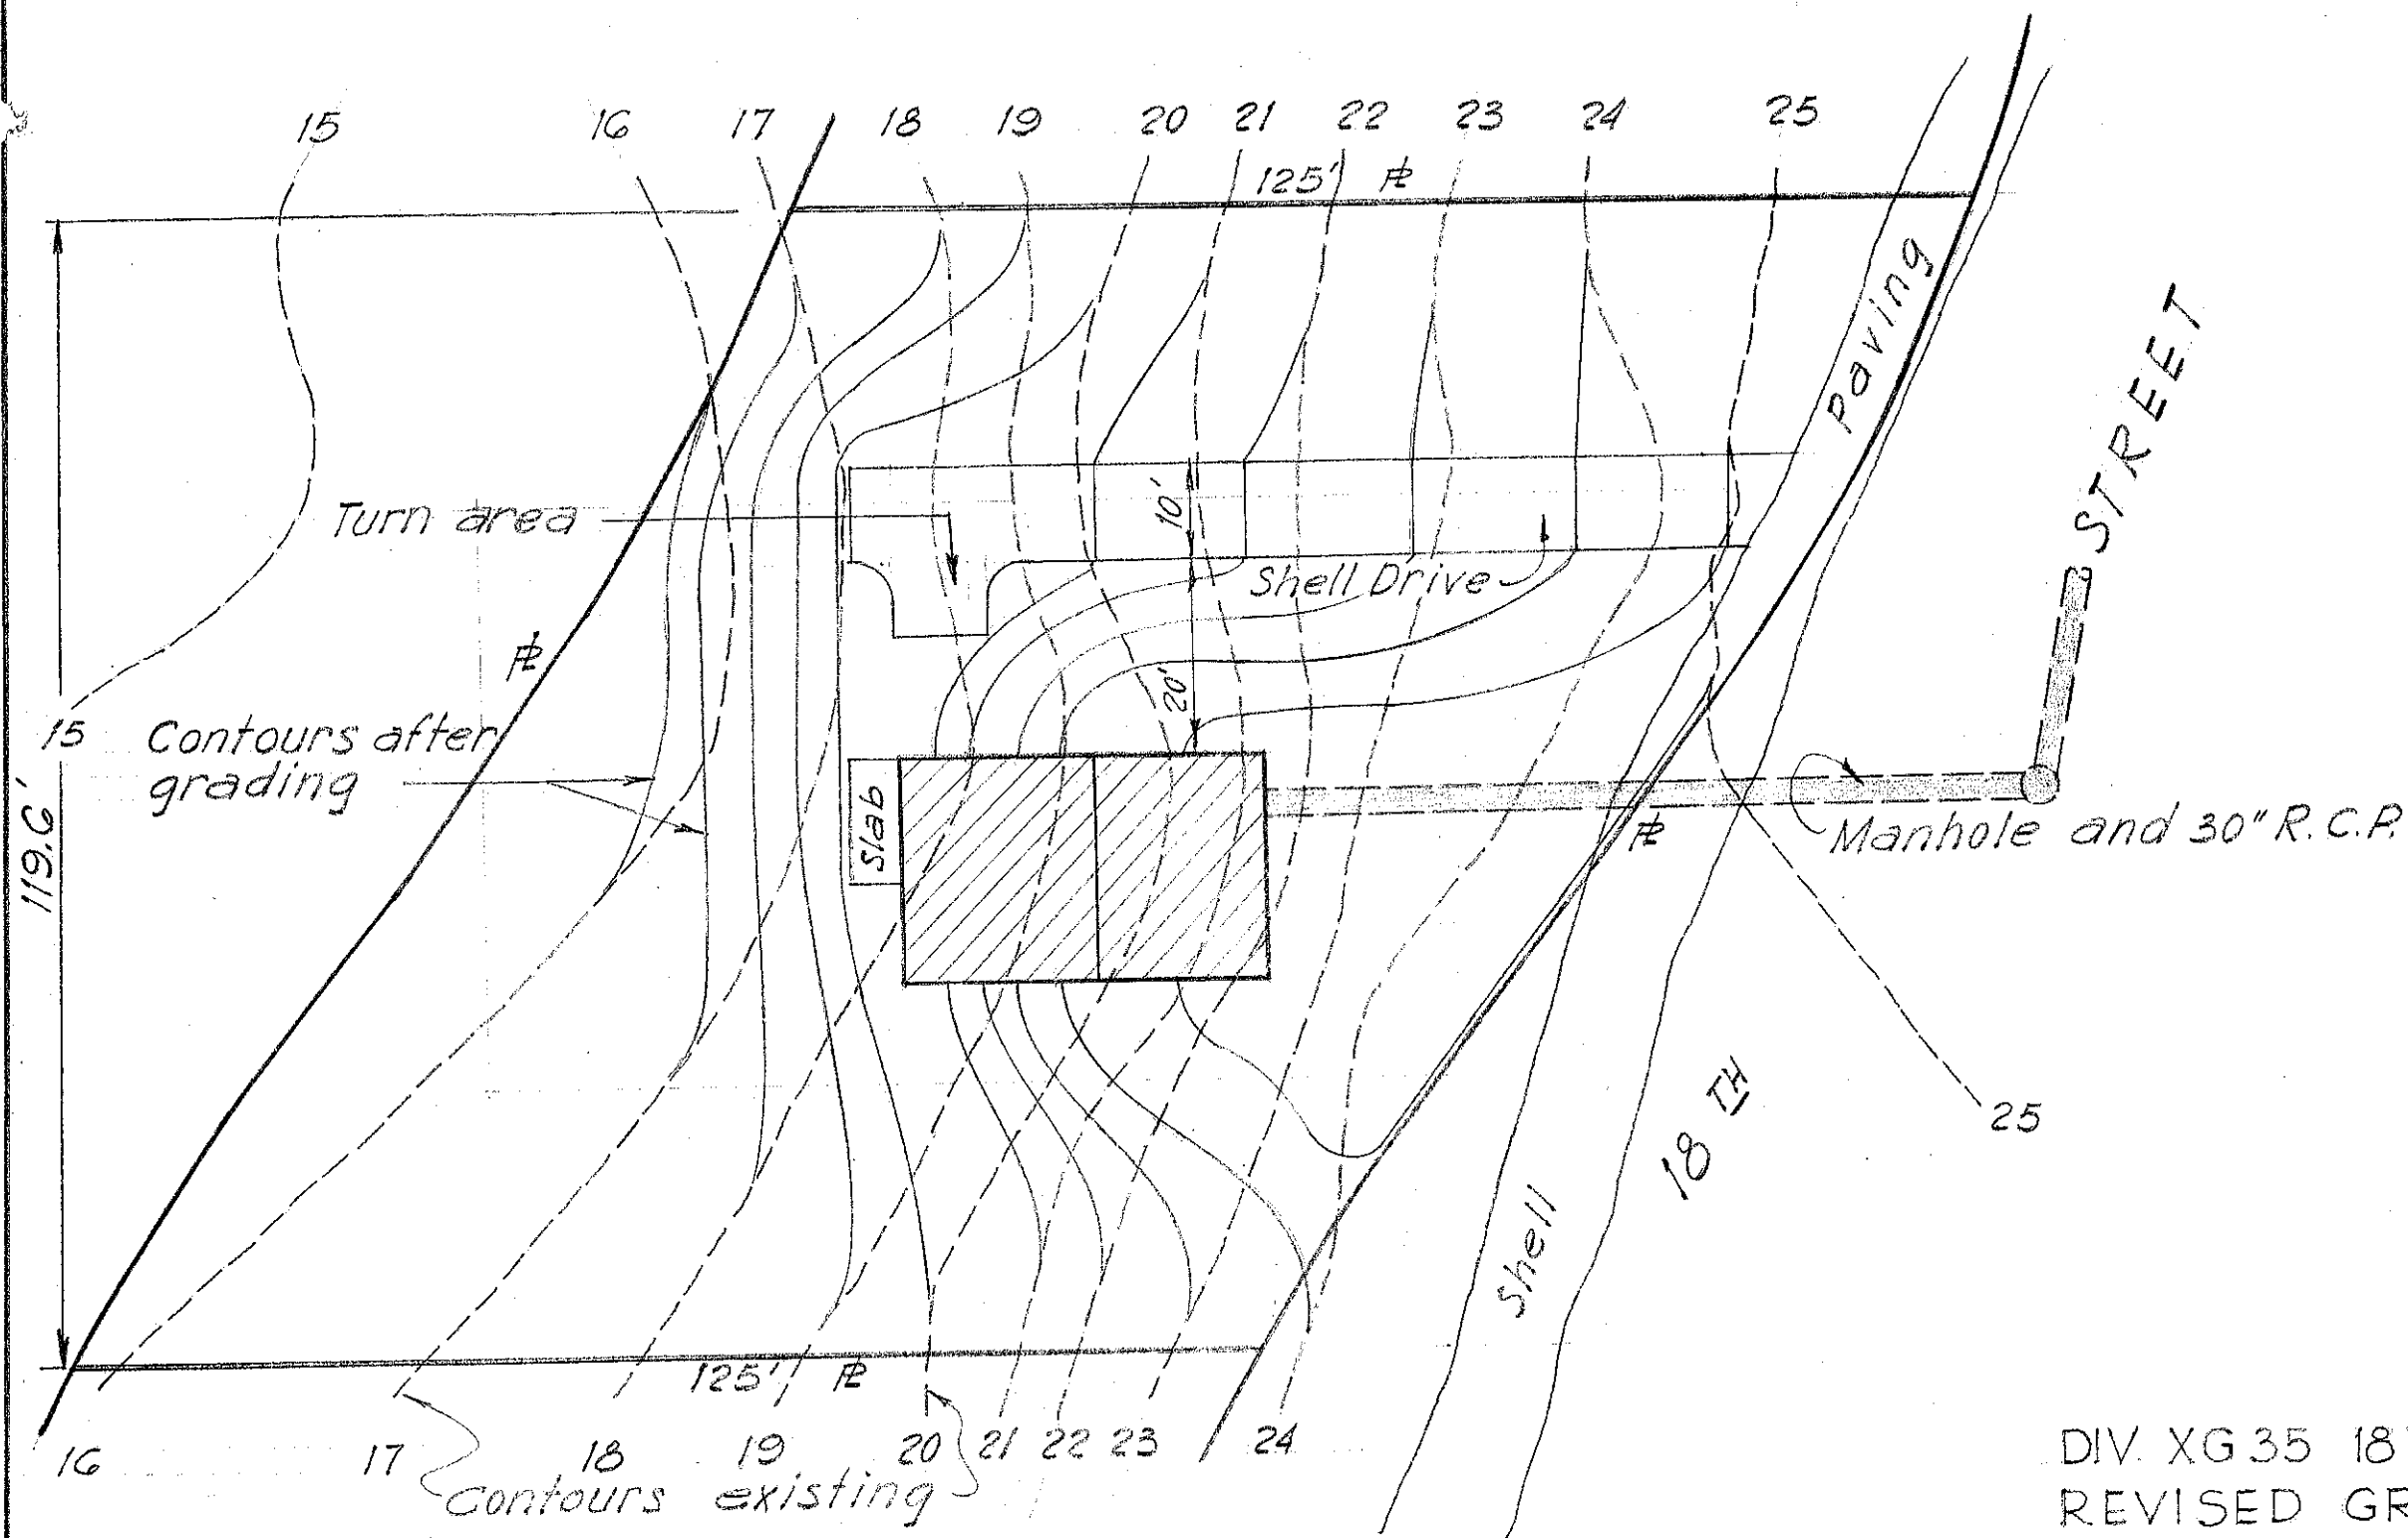 15 16 17 18 19 20 21 22 23 24 25
125' ⅊
Paving
STREET
10'
Turn area
Shell Drive
⅊
20'
15
Contours after
grading
119.6'
Slab
⅊
Manhole and 30" R.C.P.
18 TH
25
Shell
125' ⅊
16 17 18 19 20 21 22 23 24
Contours existing
DIV. XG 35 18
REVISED GR